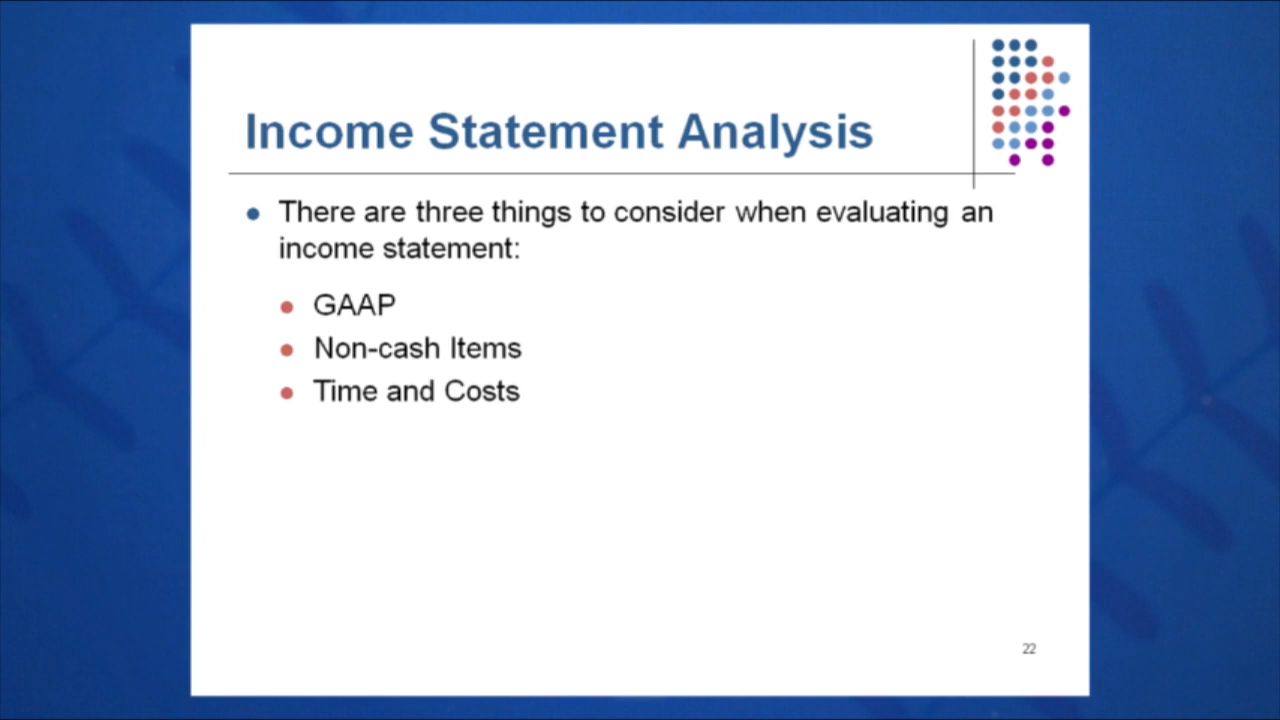 Income Statement Analysis
There are three things to consider when evaluating an
income statement:
GAAP
Non-cash Items
Time and Costs
22